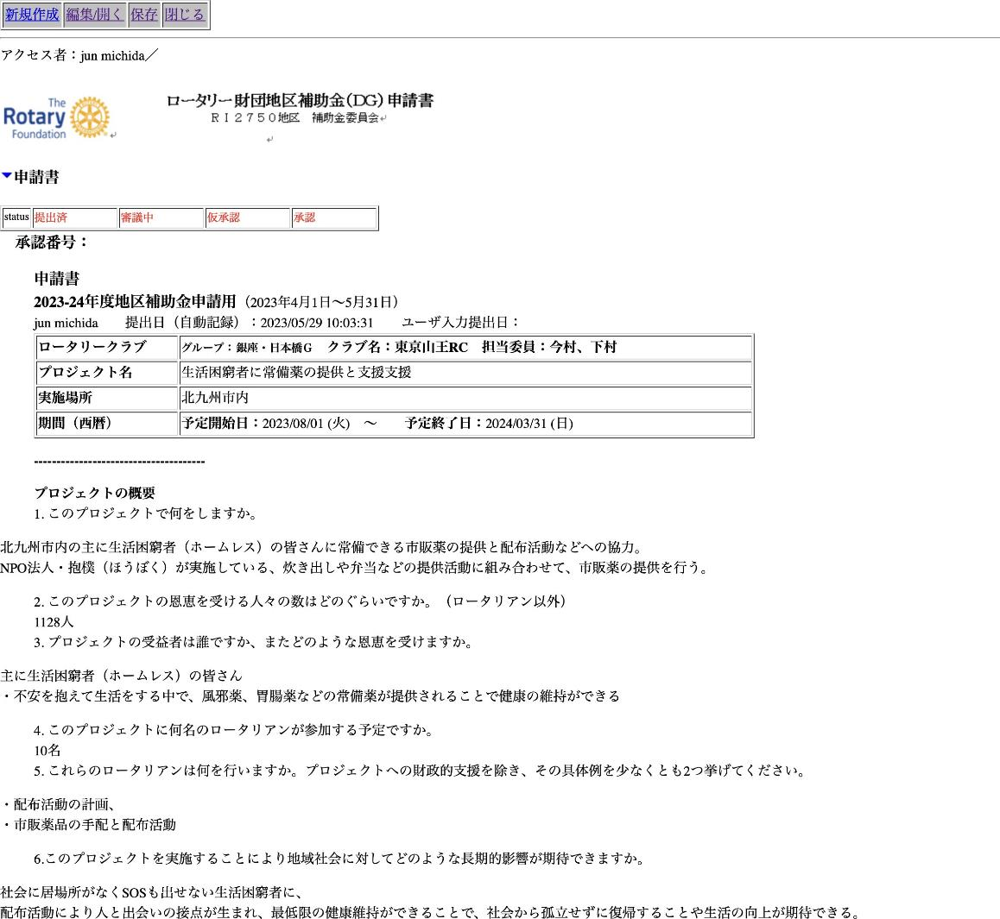 新規作成 編集/開く 保存 閉じる
アクセス者：jun michida／
The Rotary Foundation
ロータリー財団地区補助金（DG）申請書
ＲＩ２７５０地区　補助金委員会↵
↵
▼申請書
status 提出済 審議中 仮承認 承認
承認番号：
申請書
2023-24年度地区補助金申請用（2023年4月1日～5月31日）
jun michida　　提出日（自動記録）：2023/05/29 10:03:31　　ユーザ入力提出日：
ロータリークラブ グループ：銀座・日本橋G　クラブ名：東京山王RC　担当委員：今村、下村
プロジェクト名 生活困窮者に常備薬の提供と支援支援
実施場所 北九州市内
期間（西暦） 予定開始日：2023/08/01 (火)　～　　予定終了日：2024/03/31 (日)
--------------------------------------
プロジェクトの概要
1. このプロジェクトで何をしますか。
北九州市内の主に生活困窮者（ホームレス）の皆さんに常備できる市販薬の提供と配布活動などへの協力。
NPO法人・抱樸（ほうぼく）が実施している、炊き出しや弁当などの提供活動に組み合わせて、市販薬の提供を行う。
2. このプロジェクトの恩恵を受ける人々の数はどのぐらいですか。（ロータリアン以外）
1128人
3. プロジェクトの受益者は誰ですか、またどのような恩恵を受けますか。
主に生活困窮者（ホームレス）の皆さん
・不安を抱えて生活をする中で、風邪薬、胃腸薬などの常備薬が提供されることで健康の維持ができる
4. このプロジェクトに何名のロータリアンが参加する予定ですか。
10名
5. これらのロータリアンは何を行いますか。プロジェクトへの財政的支援を除き、その具体例を少なくとも2つ挙げてください。
・配布活動の計画、
・市販薬品の手配と配布活動
6.このプロジェクトを実施することにより地域社会に対してどのような長期的影響が期待できますか。
社会に居場所がなくSOSも出せない生活困窮者に、
配布活動により人と出会いの接点が生まれ、最低限の健康維持ができることで、社会から孤立せずに復帰することや生活の向上が期待できる。